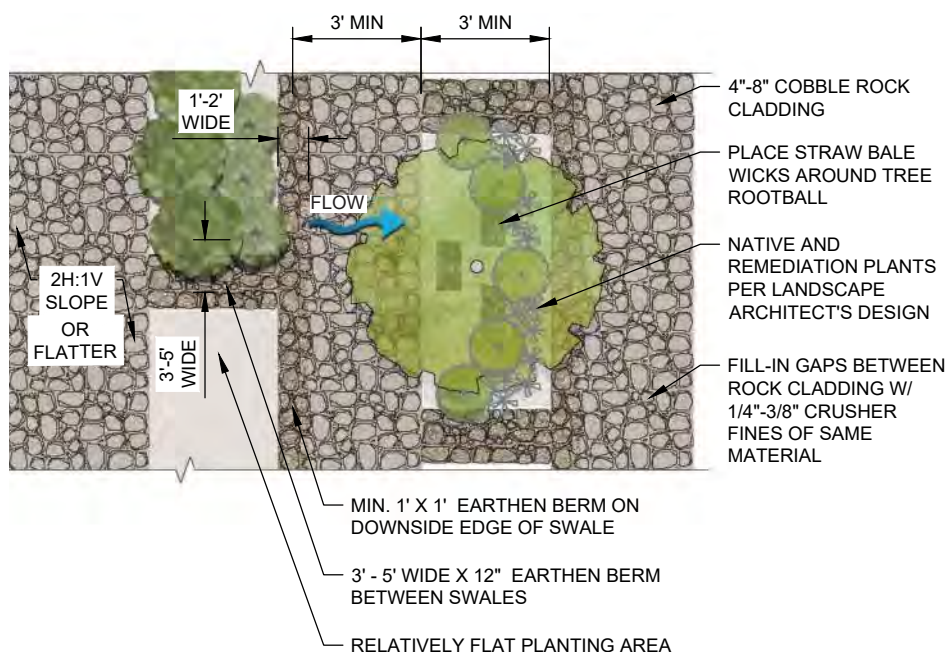 3' MIN
3' MIN
1'-2'
WIDE
FLOW
2H:1V
SLOPE
OR
FLATTER
3'-5'
WIDE
4"-8" COBBLE ROCK
CLADDING
PLACE STRAW BALE
WICKS AROUND TREE
ROOTBALL
NATIVE AND
REMEDIATION PLANTS
PER LANDSCAPE
ARCHITECT'S DESIGN
FILL-IN GAPS BETWEEN
ROCK CLADDING W/
1/4"-3/8" CRUSHER
FINES OF SAME
MATERIAL
MIN. 1' X 1' EARTHEN BERM ON
DOWNSIDE EDGE OF SWALE
3' - 5' WIDE X 12" EARTHEN BERM
BETWEEN SWALES
RELATIVELY FLAT PLANTING AREA